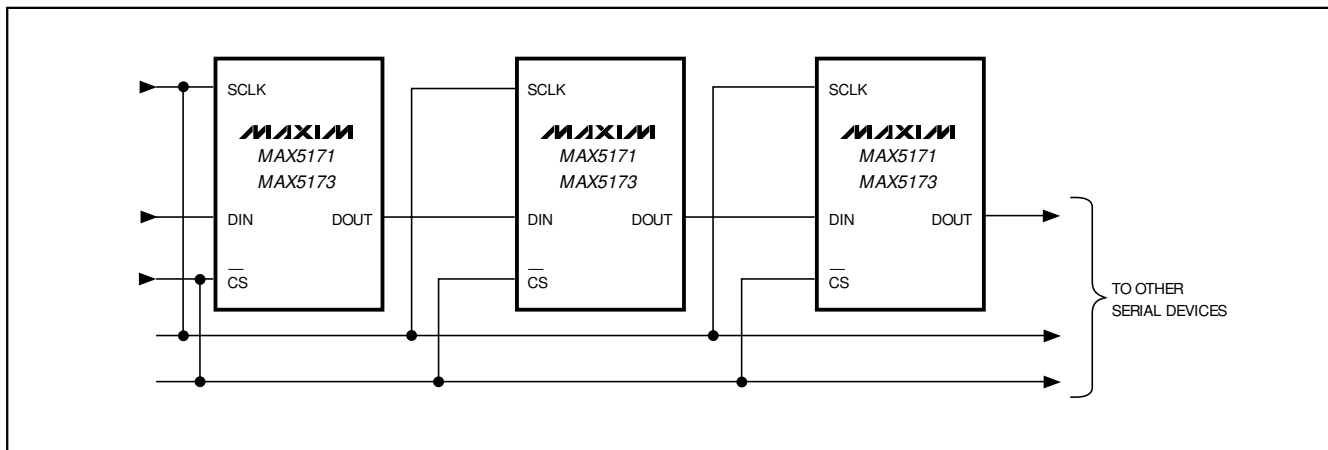 SCLK
MAXIM
MAX5171
MAX5173
DIN
DOUT
CS
SCLK
MAXIM
MAX5171
MAX5173
DIN
DOUT
CS
SCLK
MAXIM
MAX5171
MAX5173
DIN
DOUT
CS
TO OTHER
SERIAL DEVICES